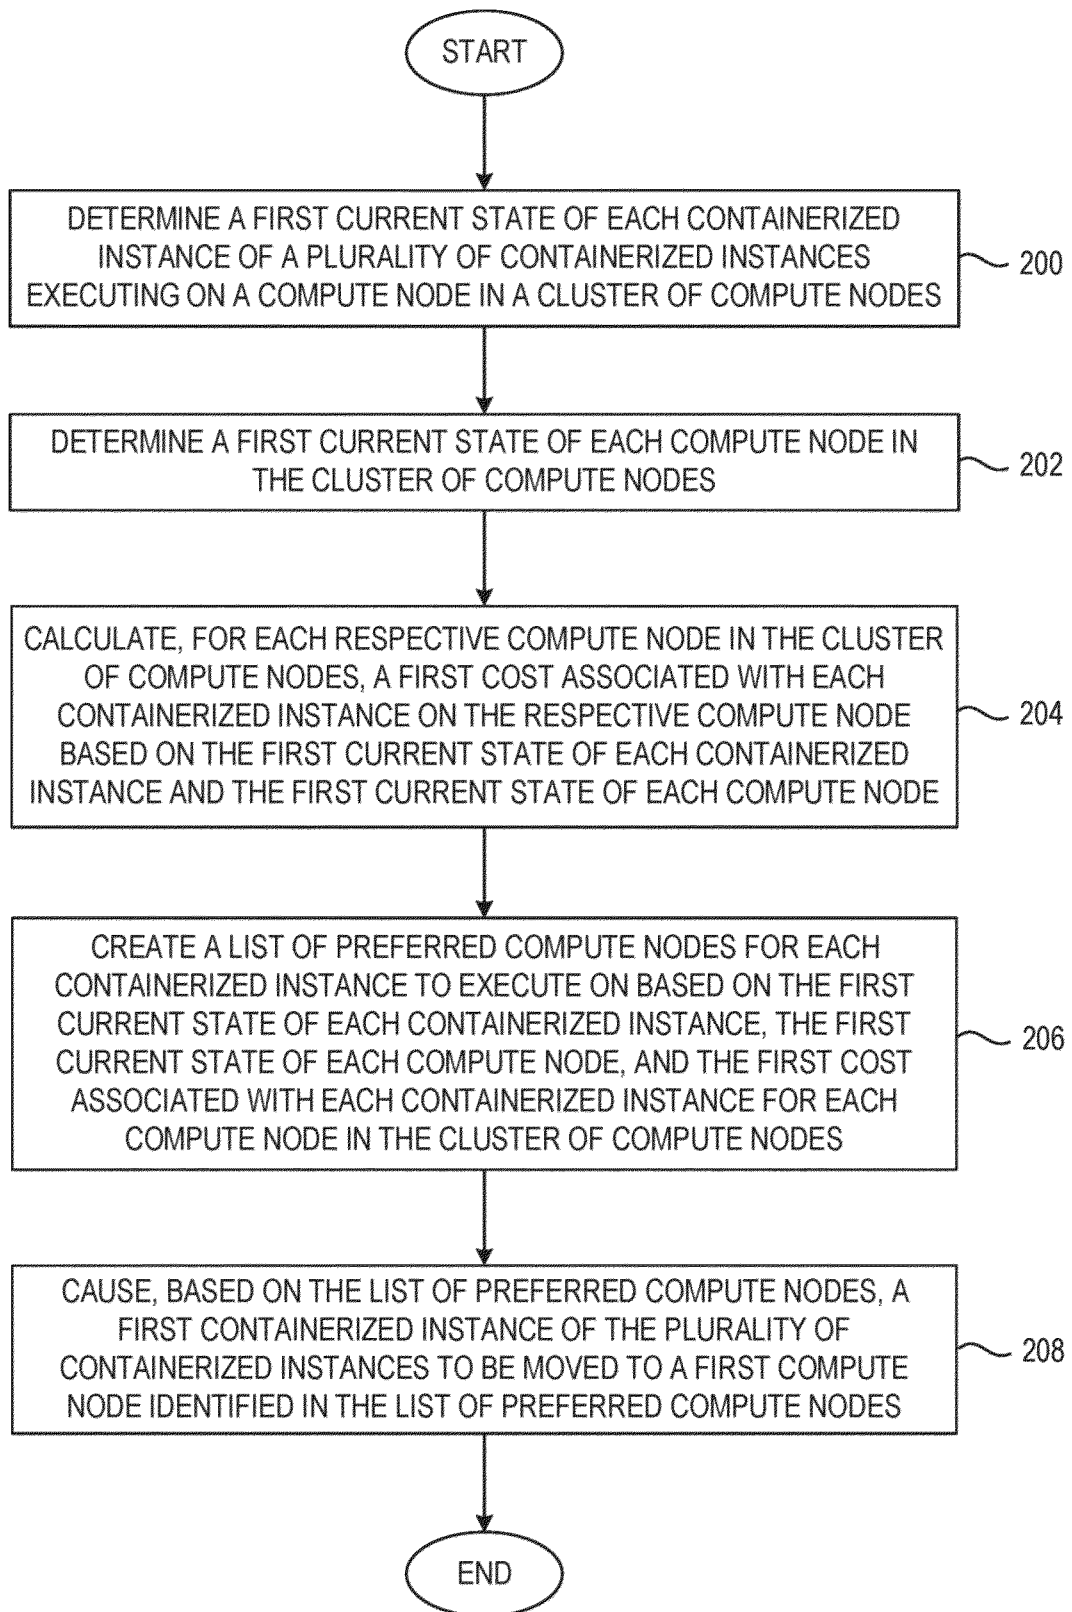 START
DETERMINE A FIRST CURRENT STATE OF EACH CONTAINERIZED
INSTANCE OF A PLURALITY OF CONTAINERIZED INSTANCES
EXECUTING ON A COMPUTE NODE IN A CLUSTER OF COMPUTE NODES
200
DETERMINE A FIRST CURRENT STATE OF EACH COMPUTE NODE IN
THE CLUSTER OF COMPUTE NODES
202
CALCULATE, FOR EACH RESPECTIVE COMPUTE NODE IN THE CLUSTER
OF COMPUTE NODES, A FIRST COST ASSOCIATED WITH EACH
CONTAINERIZED INSTANCE ON THE RESPECTIVE COMPUTE NODE
BASED ON THE FIRST CURRENT STATE OF EACH CONTAINERIZED
INSTANCE AND THE FIRST CURRENT STATE OF EACH COMPUTE NODE
204
CREATE A LIST OF PREFERRED COMPUTE NODES FOR EACH
CONTAINERIZED INSTANCE TO EXECUTE ON BASED ON THE FIRST
CURRENT STATE OF EACH CONTAINERIZED INSTANCE, THE FIRST
CURRENT STATE OF EACH COMPUTE NODE, AND THE FIRST COST
ASSOCIATED WITH EACH CONTAINERIZED INSTANCE FOR EACH
COMPUTE NODE IN THE CLUSTER OF COMPUTE NODES
206
CAUSE, BASED ON THE LIST OF PREFERRED COMPUTE NODES, A
FIRST CONTAINERIZED INSTANCE OF THE PLURALITY OF
CONTAINERIZED INSTANCES TO BE MOVED TO A FIRST COMPUTE
NODE IDENTIFIED IN THE LIST OF PREFERRED COMPUTE NODES
208
END